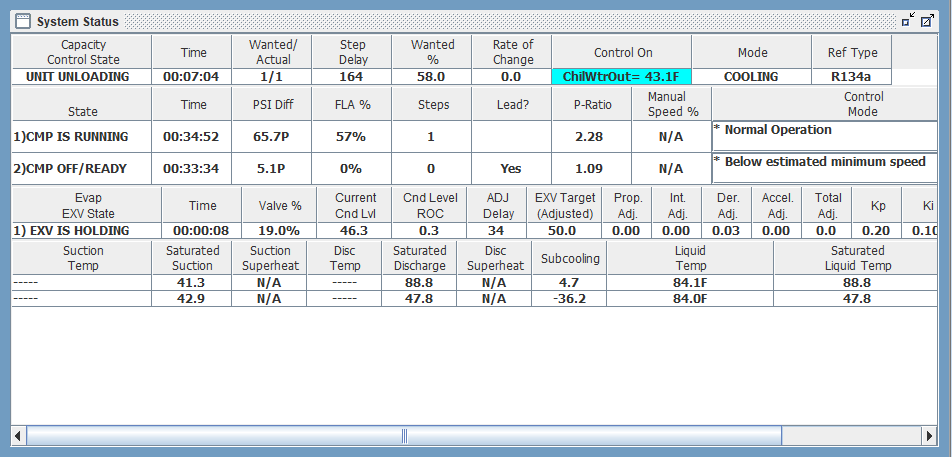 System Status
Capacity Control State Time Wanted/ Actual Step Delay Wanted % Rate of Change Control On Mode Ref Type
UNIT UNLOADING 00:07:04 1/1 164 58.0 0.0 ChilWtrOut= 43.1F COOLING R134a
State Time PSI Diff FLA % Steps Lead? P-Ratio Manual Speed % Control Mode
1)CMP IS RUNNING 00:34:52 65.7P 57% 1 2.28 N/A * Normal Operation
2)CMP OFF/READY 00:33:34 5.1P 0% 0 Yes 1.09 N/A * Below estimated minimum speed
Evap EXV State Time Valve % Current Cnd Lvl Cnd Level ROC ADJ Delay EXV Target (Adjusted) Prop. Adj. Int. Adj. Der. Adj. Accel. Adj. Total Adj. Kp Ki
1) EXV IS HOLDING 00:00:08 19.0% 46.3 0.3 34 50.0 0.00 0.00 0.03 0.00 0.0 0.20 0.10
Suction Temp Saturated Suction Suction Superheat Disc Temp Saturated Discharge Disc Superheat Subcooling Liquid Temp Saturated Liquid Temp
----- 41.3 N/A ----- 88.8 N/A 4.7 84.1F 88.8
----- 42.9 N/A ----- 47.8 N/A -36.2 84.0F 47.8